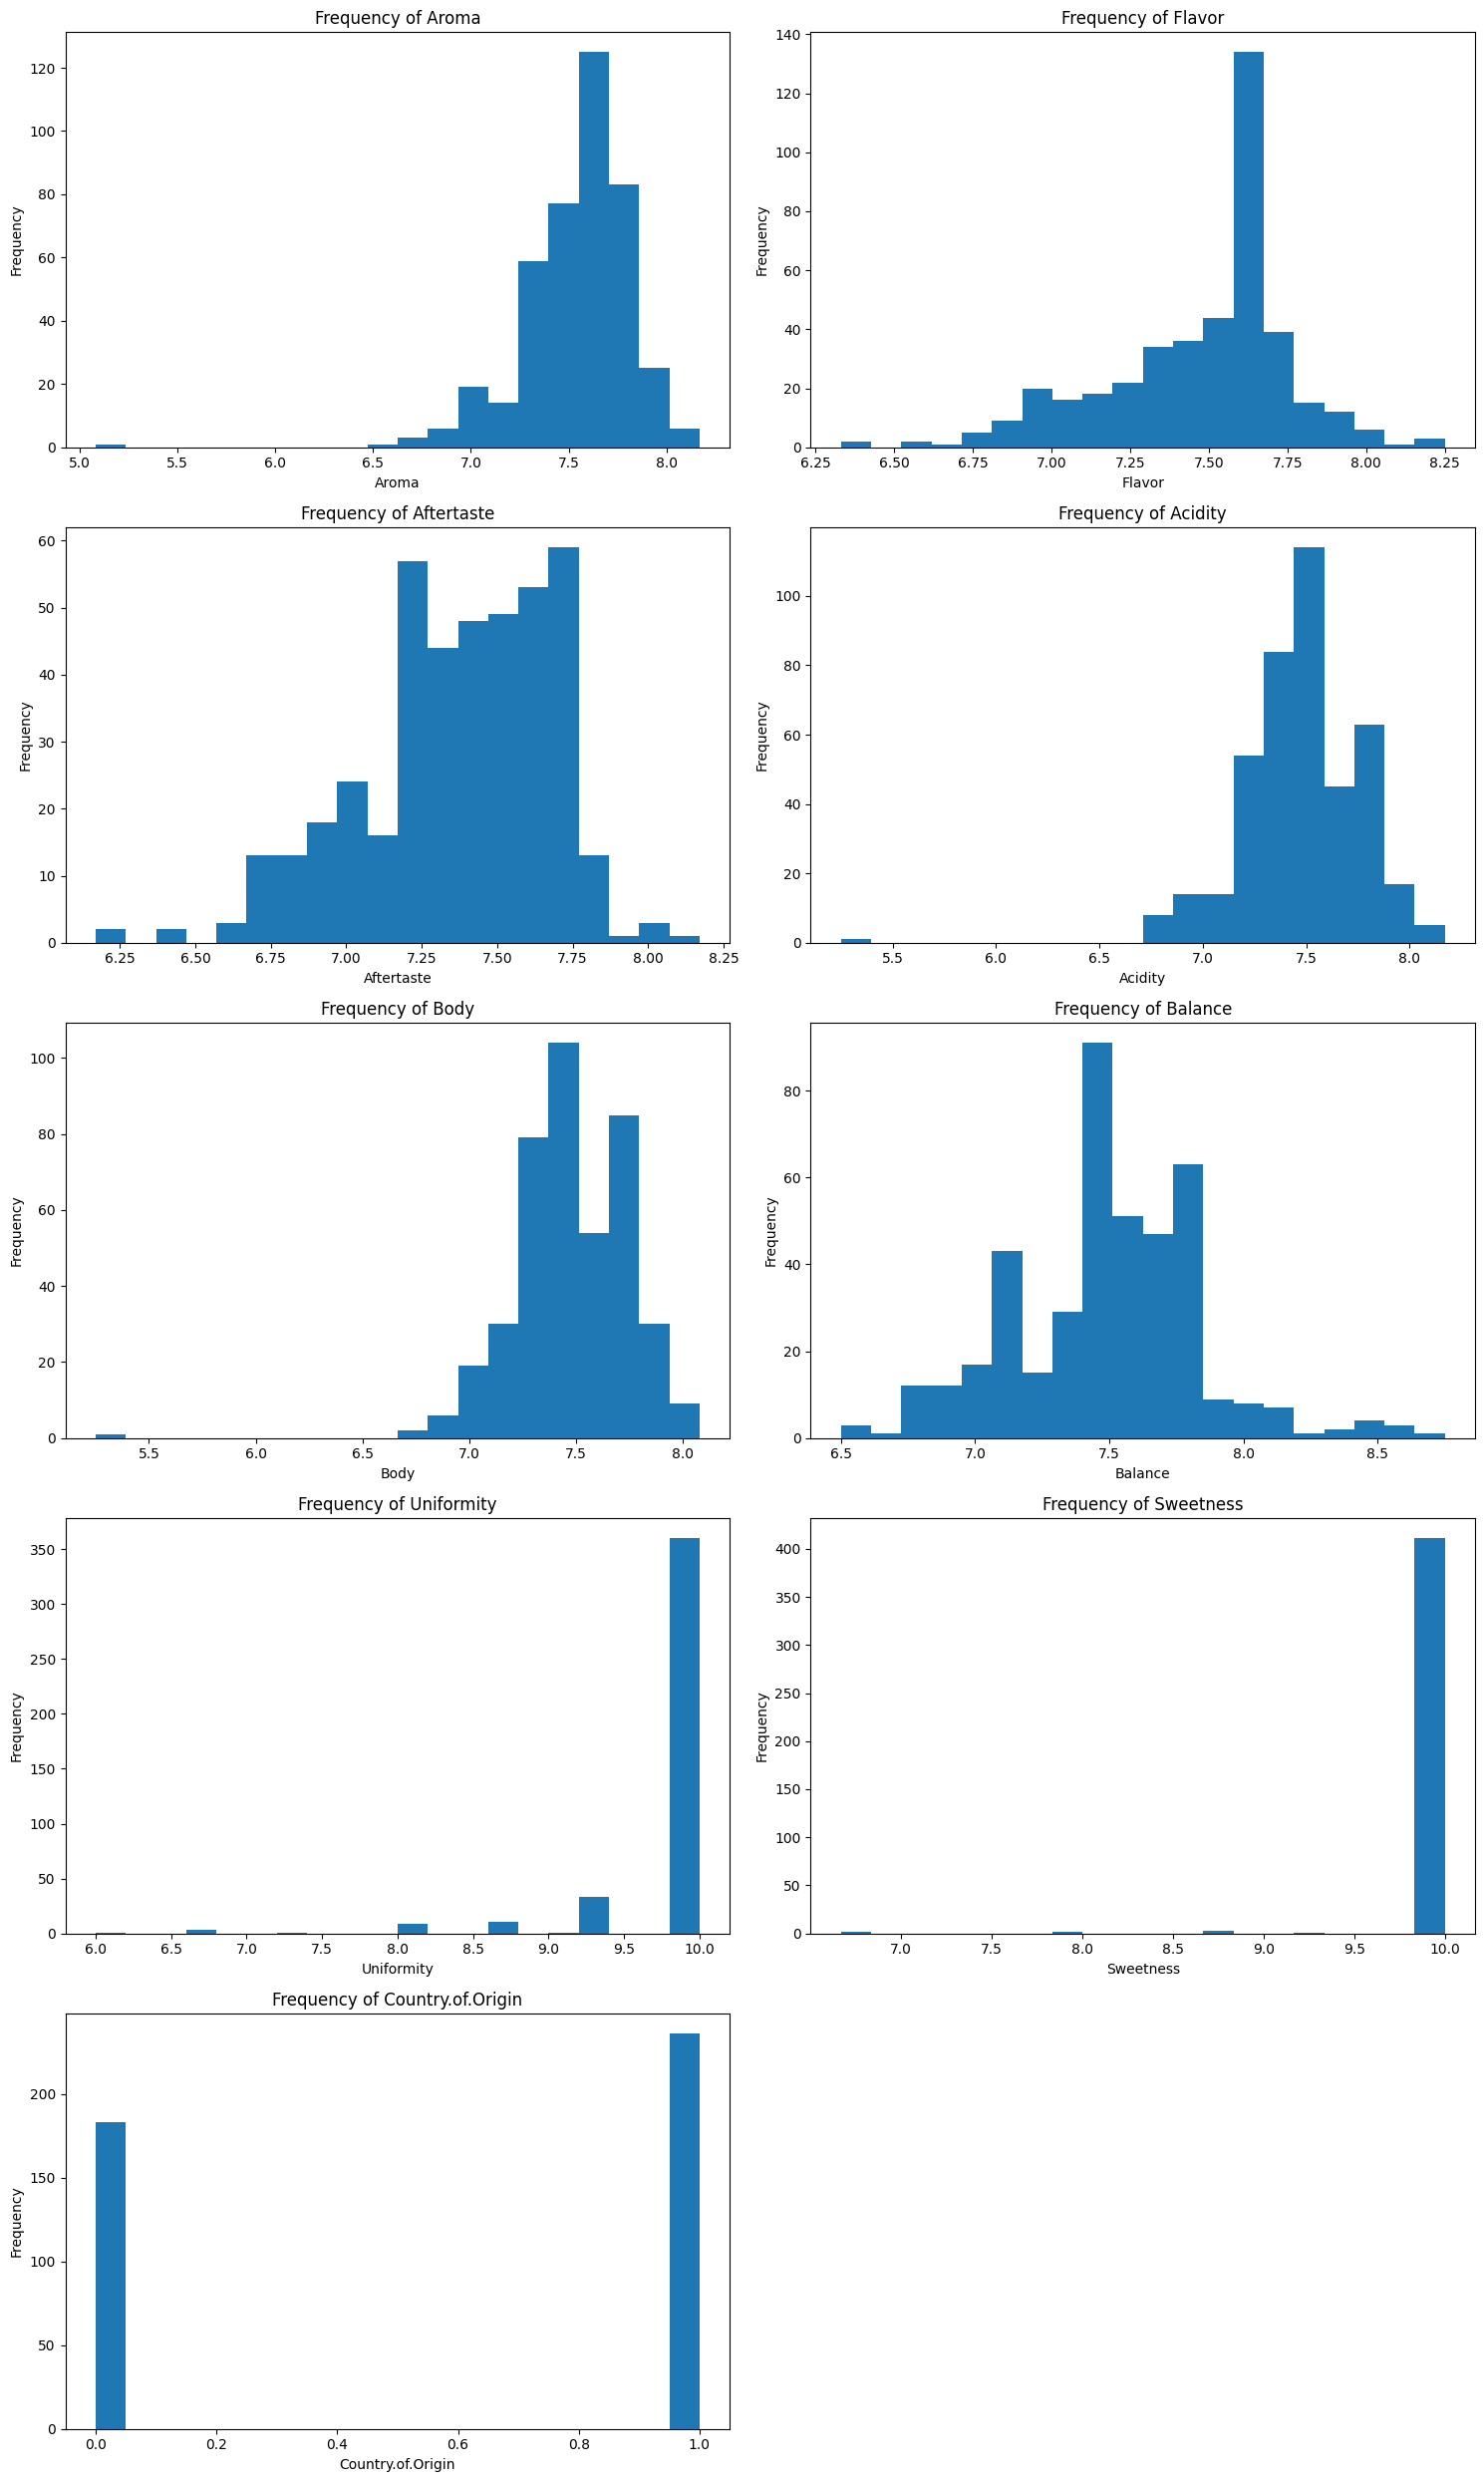 Frequency of Aroma
Frequency
120
100
80
60
40
20
0
5.0 5.5 6.0 6.5 7.0 7.5 8.0
Aroma
Frequency of Flavor
Frequency
140
120
100
80
60
40
20
0
6.25 6.50 6.75 7.00 7.25 7.50 7.75 8.00 8.25
Flavor
Frequency of Aftertaste
Frequency
60
50
40
30
20
10
0
6.25 6.50 6.75 7.00 7.25 7.50 7.75 8.00 8.25
Aftertaste
Frequency of Acidity
Frequency
100
80
60
40
20
0
5.5 6.0 6.5 7.0 7.5 8.0
Acidity
Frequency of Body
Frequency
100
80
60
40
20
0
5.5 6.0 6.5 7.0 7.5 8.0
Body
Frequency of Balance
Frequency
80
60
40
20
0
6.5 7.0 7.5 8.0 8.5
Balance
Frequency of Uniformity
Frequency
350
300
250
200
150
100
50
0
6.0 6.5 7.0 7.5 8.0 8.5 9.0 9.5 10.0
Uniformity
Frequency of Sweetness
Frequency
400
350
300
250
200
150
100
50
0
7.0 7.5 8.0 8.5 9.0 9.5 10.0
Sweetness
Frequency of Country.of.Origin
Frequency
200
150
100
50
0
0.0 0.2 0.4 0.6 0.8 1.0
Country.of.Origin